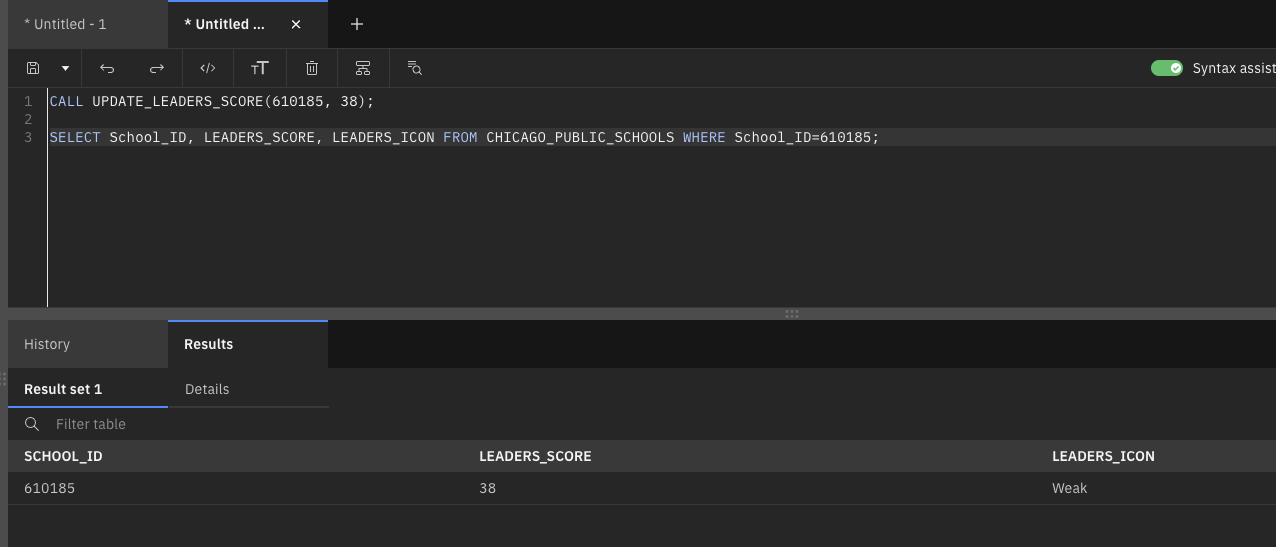 * Untitled - 1 * Untitled ...
Syntax assist
1 CALL UPDATE_LEADERS_SCORE(610185, 38);
2
3 SELECT School_ID, LEADERS_SCORE, LEADERS_ICON FROM CHICAGO_PUBLIC_SCHOOLS WHERE School_ID=610185;
History Results
Result set 1 Details
Filter table
SCHOOL_ID LEADERS_SCORE LEADERS_ICON
610185 38 Weak